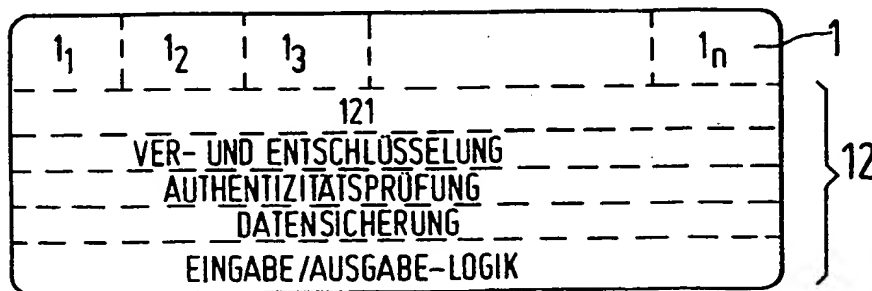 1₁ 1₂ 1₃ 1ₙ 1
121
VER- UND ENTSCHLÜSSELUNG
12
AUTHENTIZITÄTSPRÜFUNG
DATENSICHERUNG
EINGABE/AUSGABE-LOGIK